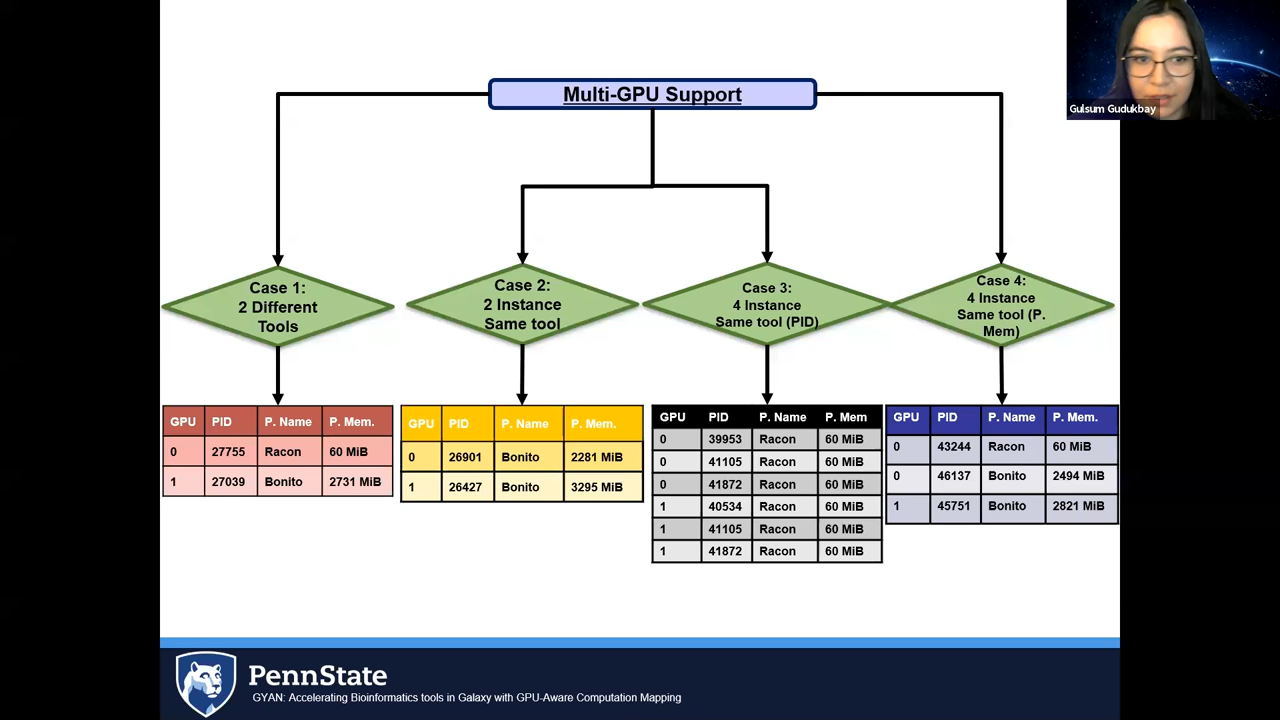 Multi-GPU Support
Gulsum Gudukbay
Case 1:
2 Different
Tools
Case 2:
2 Instance
Same tool
Case 3:
4 Instance
Same tool (PID)
Case 4:
4 Instance
Same tool (P.
Mem)
GPU PID P. Name P. Mem.
0 27755 Racon 60 MiB
1 27039 Bonito 2731 MiB
GPU PID P. Name P. Mem.
0 26901 Bonito 2281 MiB
1 26427 Bonito 3295 MiB
GPU PID P. Name P. Mem
0 39953 Racon 60 MiB
0 41105 Racon 60 MiB
0 41872 Racon 60 MiB
1 40534 Racon 60 MiB
1 41105 Racon 60 MiB
1 41872 Racon 60 MiB
GPU PID P. Name P. Mem.
0 43244 Racon 60 MiB
0 46137 Bonito 2494 MiB
1 45751 Bonito 2821 MiB
PennState
GYAN: Accelerating Bioinformatics tools in Galaxy with GPU-Aware Computation Mapping